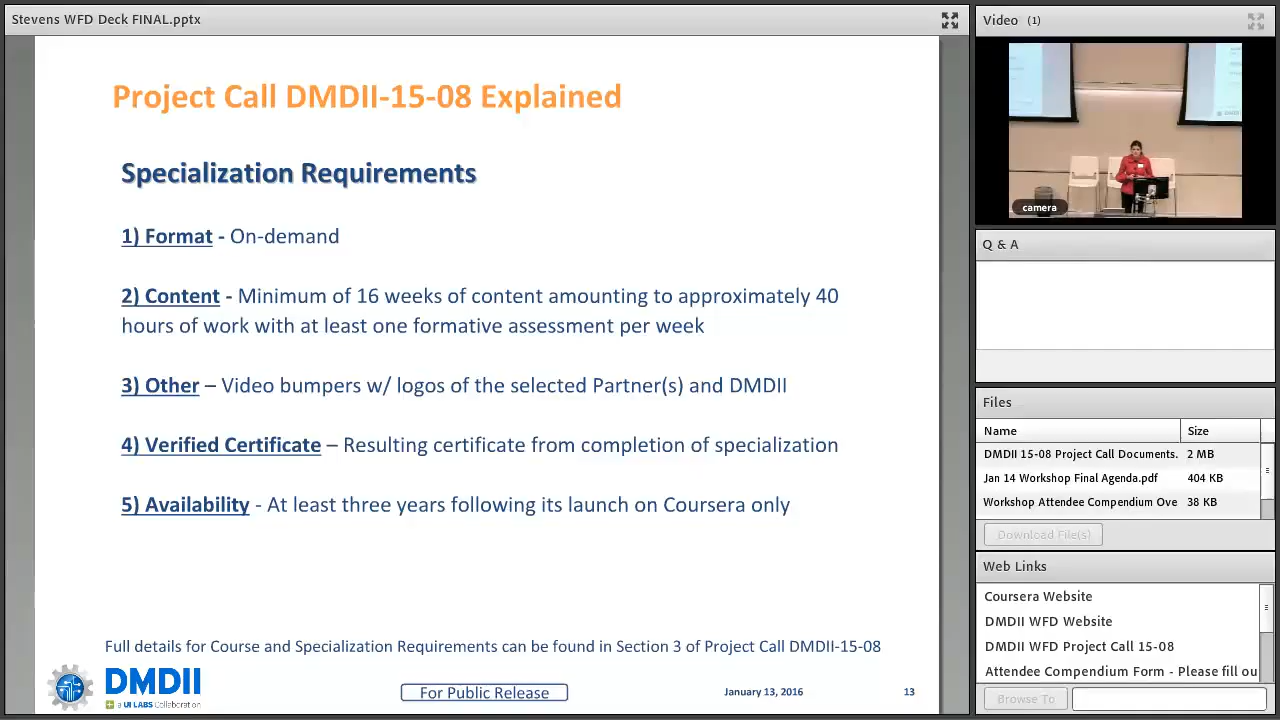 Stevens WFD Deck FINAL.pptx
Project Call DMDII-15-08 Explained
Specialization Requirements
1) Format - On-demand
2) Content - Minimum of 16 weeks of content amounting to approximately 40
hours of work with at least one formative assessment per week
3) Other – Video bumpers w/ logos of the selected Partner(s) and DMDII
4) Verified Certificate – Resulting certificate from completion of specialization
5) Availability - At least three years following its launch on Coursera only
Full details for Course and Specialization Requirements can be found in Section 3 of Project Call DMDII-15-08
DMDII
a UI LABS Collaboration
For Public Release
January 13, 2016
13
Video (1)
camera
Q & A
Files
Name Size
DMDII 15-08 Project Call Documents. 2 MB
Jan 14 Workshop Final Agenda.pdf 404 KB
Workshop Attendee Compendium Ove 38 KB
Download File(s)
Web Links
Coursera Website
DMDII WFD Website
DMDII WFD Project Call 15-08
Attendee Compendium Form - Please fill ou
Browse To